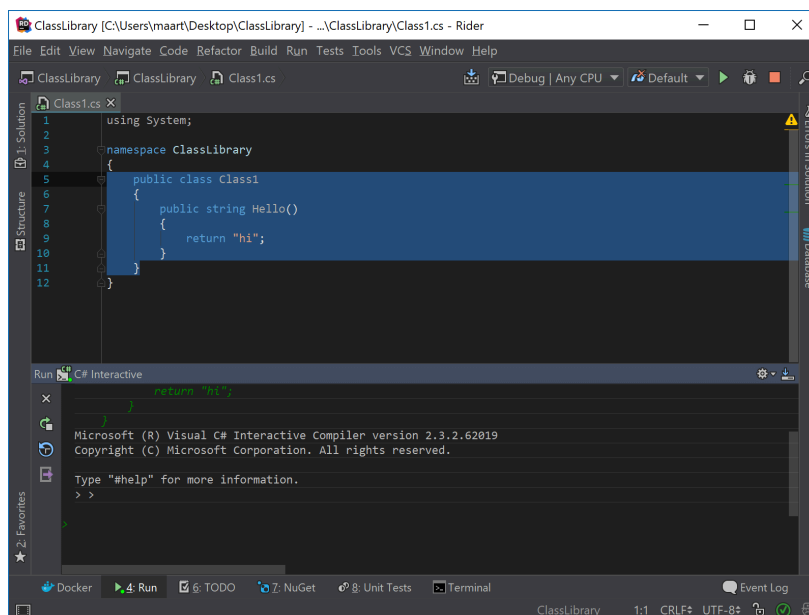 ClassLibrary [C:\Users\maart\Desktop\ClassLibrary] - ...\ClassLibrary\Class1.cs - Rider
File Edit View Navigate Code Refactor Build Run Tests Tools VCS Window Help
ClassLibrary ClassLibrary Class1.cs Debug | Any CPU Default
Class1.cs
1: Solution
Structure
2: Favorites
1 using System;
2
3 namespace ClassLibrary
4 {
5 public class Class1
6 {
7 public string Hello()
8 {
9 return "hi";
10 }
11 }
12 }
Errors In Solution
Database
Run C# Interactive
return "hi";
}
}
Microsoft (R) Visual C# Interactive Compiler version 2.3.2.62019
Copyright (C) Microsoft Corporation. All rights reserved.
Type "#help" for more information.
> >
>
Docker 4: Run 6: TODO 7: NuGet 8: Unit Tests Terminal Event Log
ClassLibrary 1:1 CRLF UTF-8